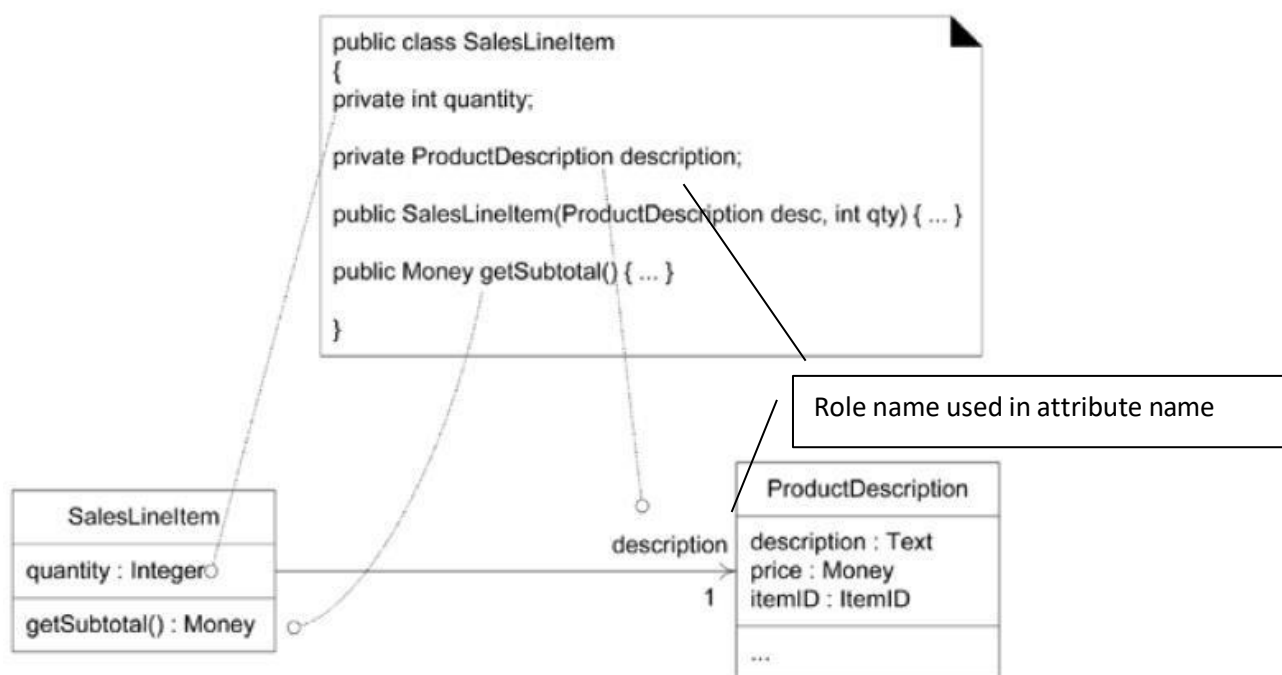 public class SalesLineItem
{
private int quantity;
private ProductDescription description;
public SalesLineItem(ProductDescription desc, int qty) { ... }
public Money getSubtotal() { ... }
}
Role name used in attribute name
SalesLineItem
quantity : Integer
getSubtotal() : Money
description
1
ProductDescription
description : Text
price : Money
itemID : ItemID
...